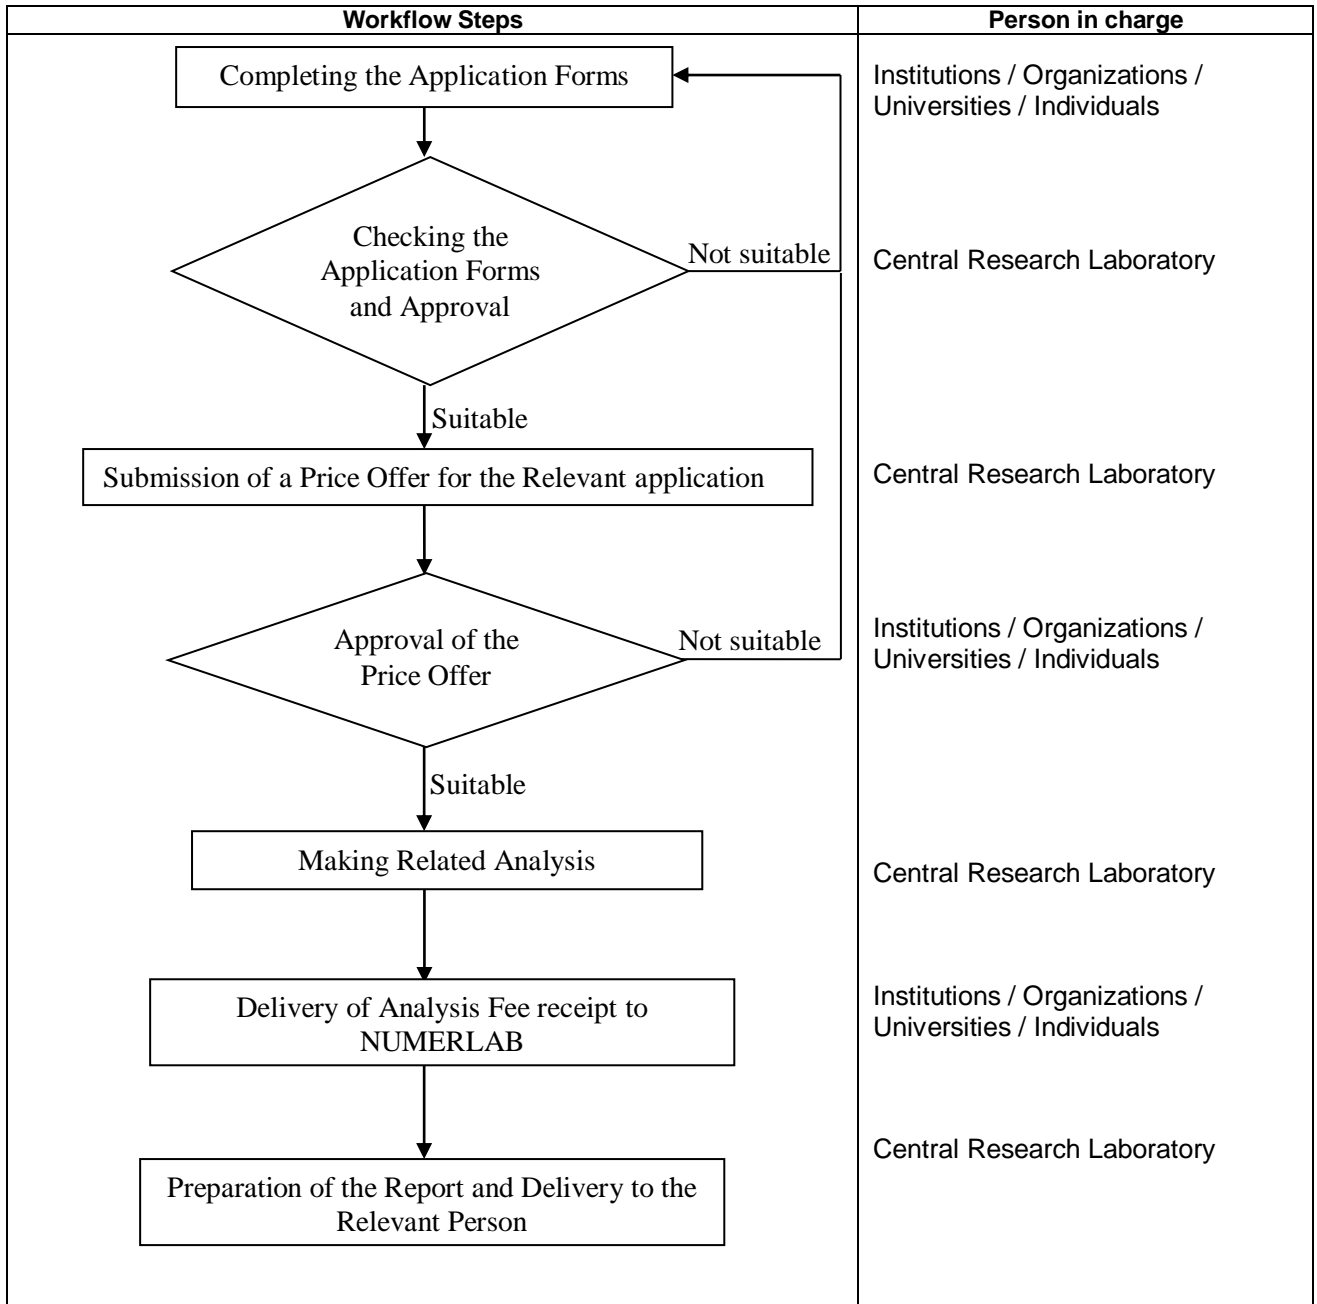 Workflow Steps
Person in charge
Completing the Application Forms
Institutions / Organizations /
Universities / Individuals
Checking the
Application Forms
and Approval
Not suitable
Central Research Laboratory
Suitable
Submission of a Price Offer for the Relevant application
Central Research Laboratory
Approval of the
Price Offer
Not suitable
Institutions / Organizations /
Universities / Individuals
Suitable
Making Related Analysis
Central Research Laboratory
Delivery of Analysis Fee receipt to
NUMERLAB
Institutions / Organizations /
Universities / Individuals
Central Research Laboratory
Preparation of the Report and Delivery to the
Relevant Person